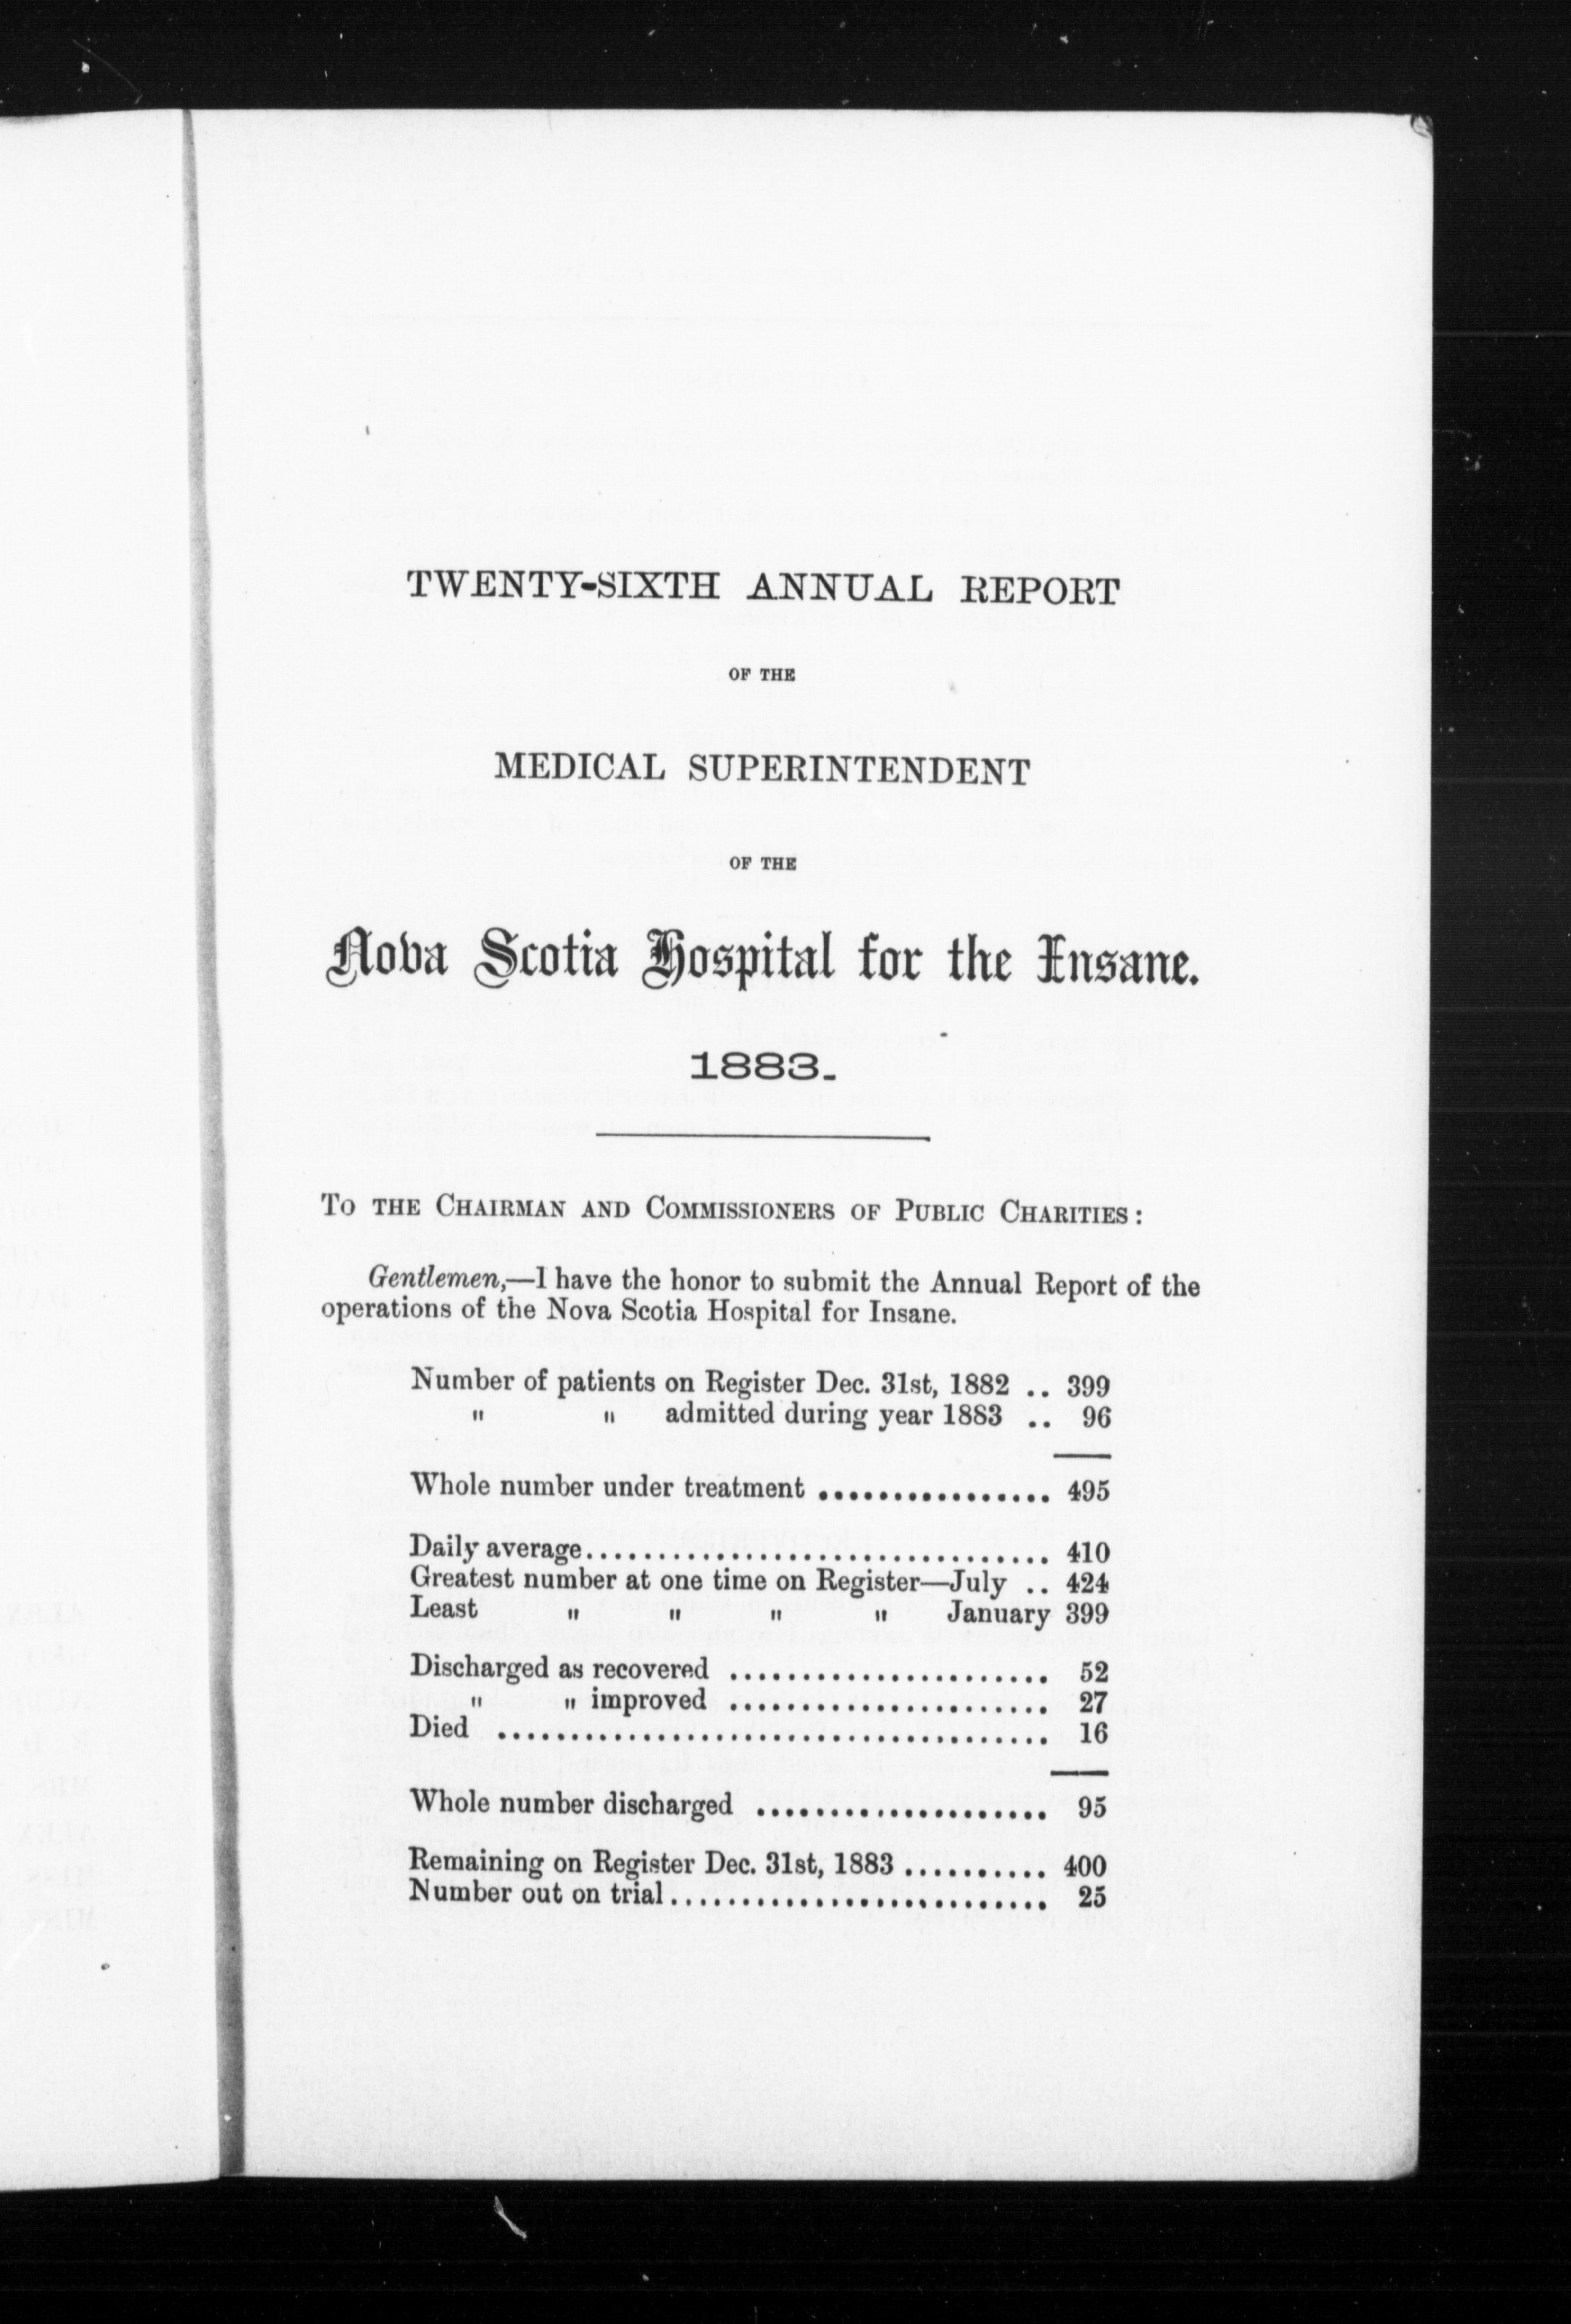 TWENTY-SIXTH ANNUAL REPORT
OF THE
MEDICAL SUPERINTENDENT
OF THE
Nova Scotia Hospital for the Insane.
1883.
TO THE CHAIRMAN AND COMMISSIONERS OF PUBLIC CHARITIES:
Gentlemen,—I have the honor to submit the Annual Report of the
operations of the Nova Scotia Hospital for Insane.
Number of patients on Register Dec. 31st, 1882 .. 399
" " admitted during year 1883 .. 96
Whole number under treatment ................ 495
Daily average................................ 410
Greatest number at one time on Register—July .. 424
Least " " " " January 399
Discharged as recovered ...................... 52
" " improved ...................... 27
Died ...................................... 16
Whole number discharged .................... 95
Remaining on Register Dec. 31st, 1883 .......... 400
Number out on trial.......................... 25